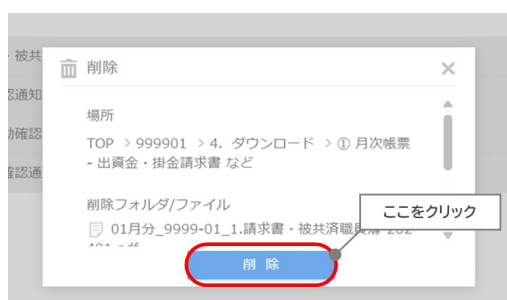 ・被共
認通知
動確認
確認通
削除
場所
TOP > 999901 > 4．ダウンロード > ① 月次帳票
- 出資金・掛金請求書 など
削除フォルダ/ファイル
01月分_9999-01_1.請求書・被共済職員簿-202
ここをクリック
削 除